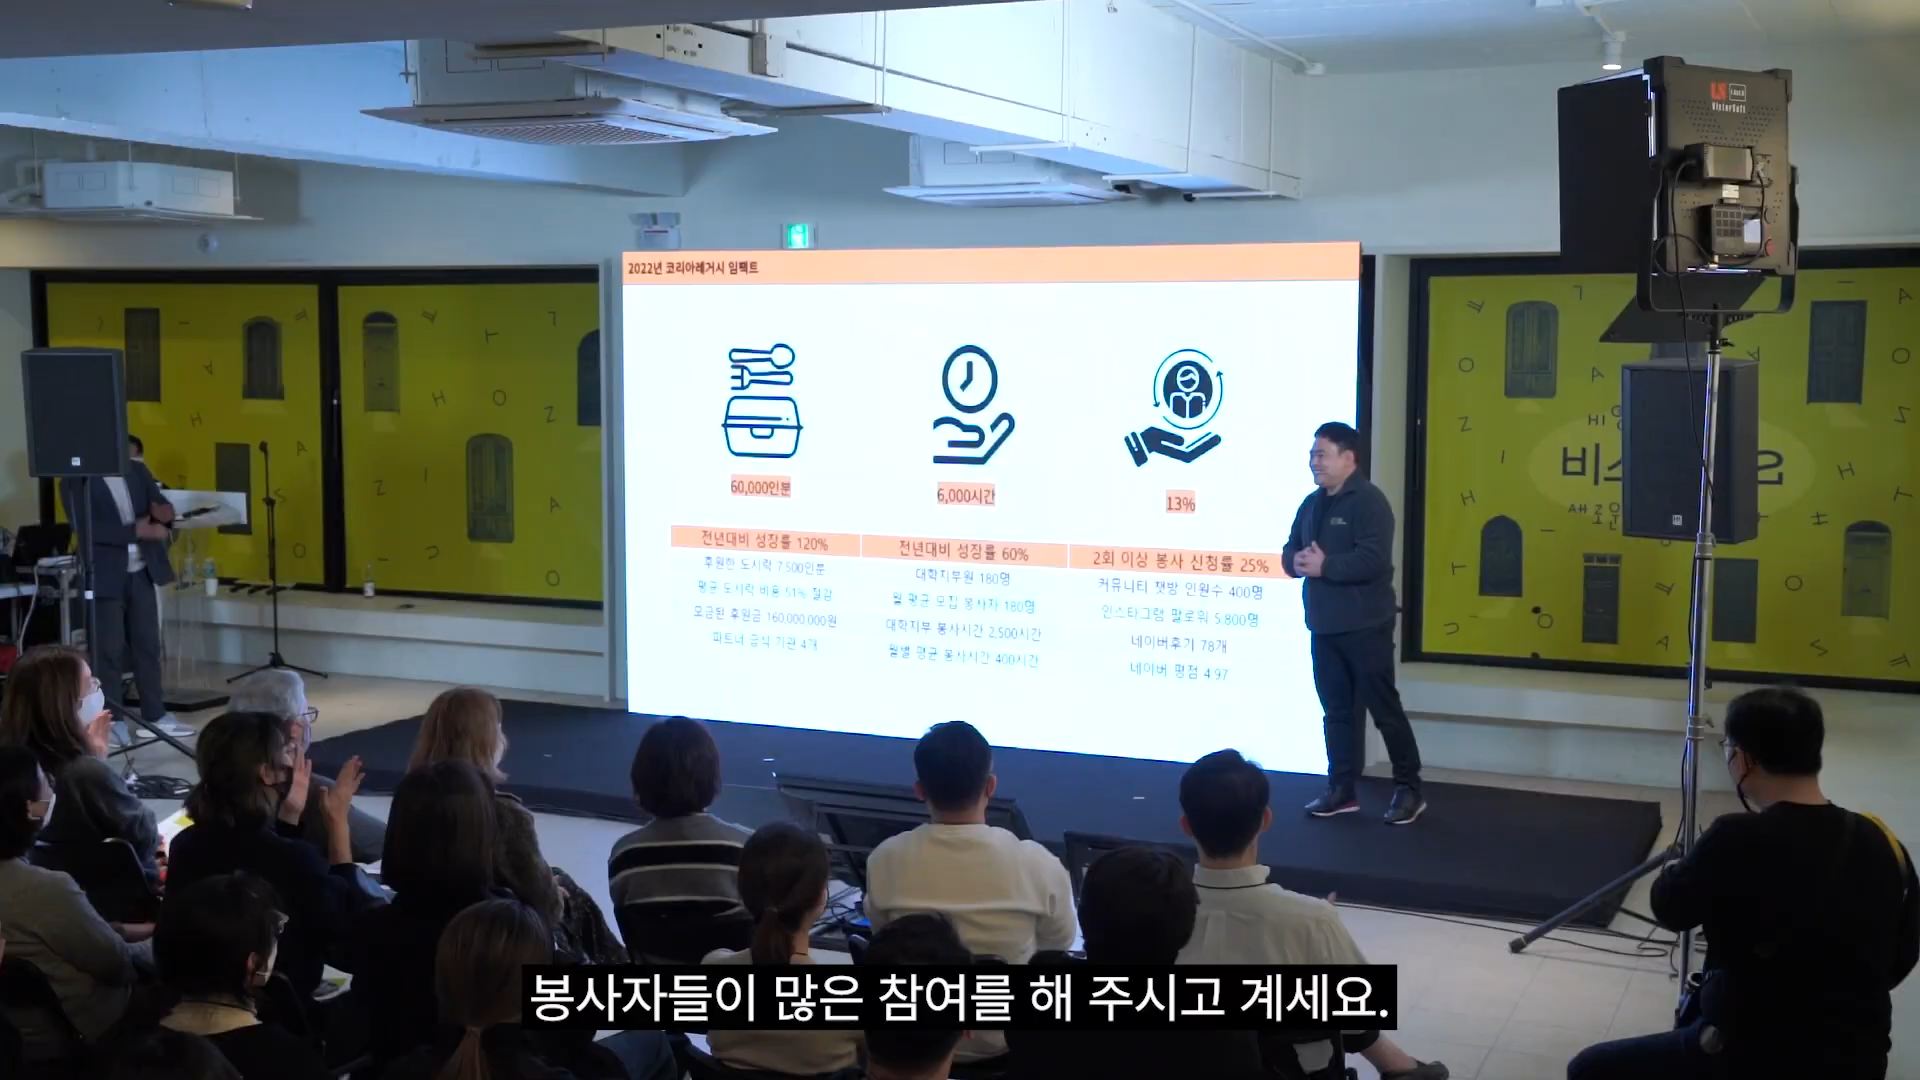 2022년 코리아레거시 임팩트
60,000인분
6,000시간
13%
전년대비 성장률 120%
후원한 도시락 7,500인분
평균 도시락 비용 51% 절감
모금된 후원금 160,000,000원
파트너 급식 기관 4개
전년대비 성장률 60%
대학지부원 180명
월 평균 모집 봉사자 180명
대학지부 봉사시간 2,500시간
월별 평균 봉사시간 400시간
2회 이상 봉사 신청률 25%
커뮤니티 챗방 인원수 400명
인스타그램 팔로워 5,800명
네이버후기 78개
네이버 평점 4.97
HI
새로운
봉사자들이 많은 참여를 해 주시고 계세요.